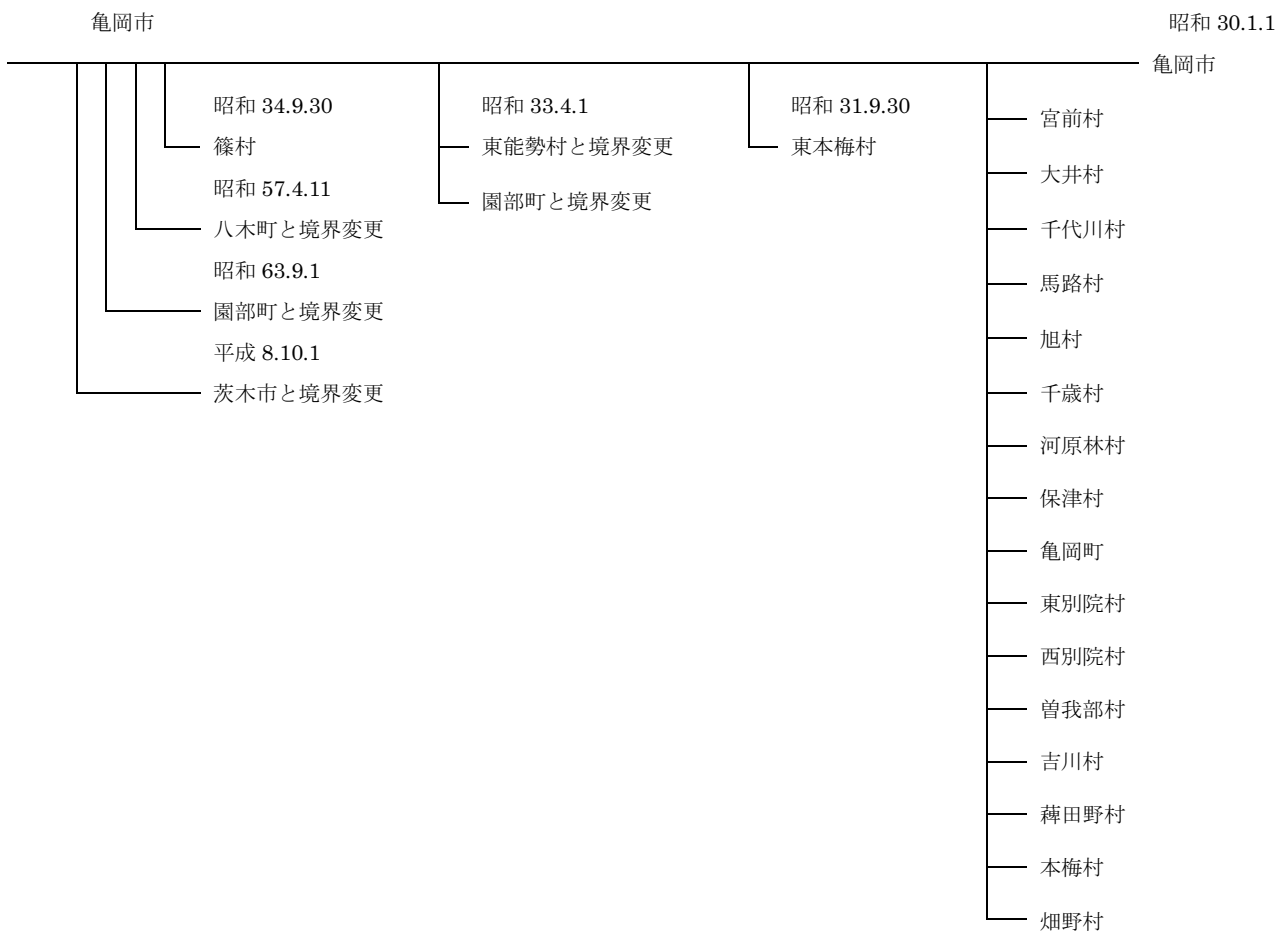 亀岡市
昭和 30.1.1
亀岡市
昭和 34.9.30
篠村
昭和 57.4.11
八木町と境界変更
昭和 63.9.1
園部町と境界変更
平成 8.10.1
茨木市と境界変更
昭和 33.4.1
東能勢村と境界変更
園部町と境界変更
昭和 31.9.30
東本梅村
宮前村
大井村
千代川村
馬路村
旭村
千歳村
河原林村
保津村
亀岡町
東別院村
西別院村
曽我部村
吉川村
薭田野村
本梅村
畑野村